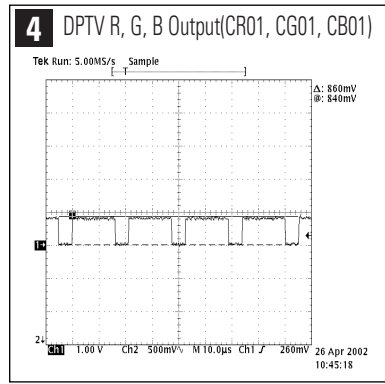 4 DPTV R, G, B Output(CR01, CG01, CB01)
Tek Run: 5.00MS/s Sample
[ T ]
Δ: 860mV
@: 840mV
1
2
Ch1 1.00 V Ch2 500mV M 10.0µs Ch1 260mV
26 Apr 2002
10:45:18